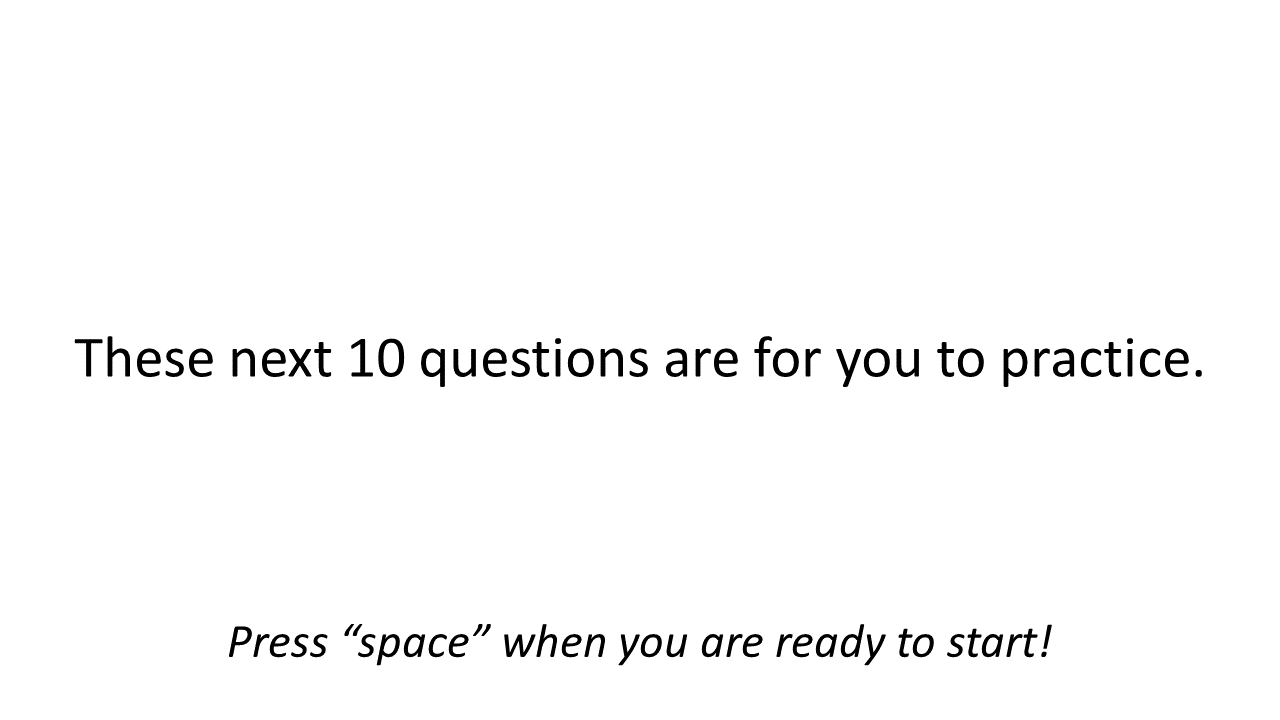 These next 10 questions are for you to practice.
Press “space” when you are ready to start!